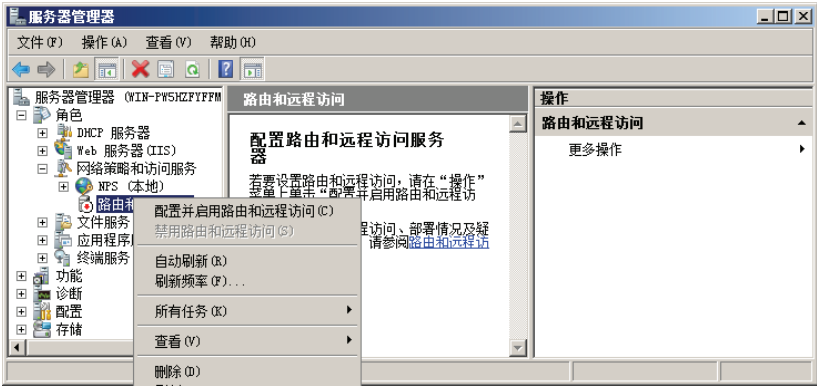 服务器管理器
文件(F) 操作(A) 查看(V) 帮助(H)
服务器管理器 (WIN-PW5HZFYFFM
角色
DHCP 服务器
Web 服务器(IIS)
网络策略和访问服务
NPS (本地)
路由和
文件服务
应用程序
终端服务
功能
诊断
配置
存储
路由和远程访问
配置路由和远程访问服务
器
若要设置路由和远程访问，请在“操作”
菜单上单击“配置并启用路由和远程访
程访问、部署情况及疑
请参阅路由和远程访
配置并启用路由和远程访问(C)
禁用路由和远程访问(S)
自动刷新(R)
刷新频率(F)...
所有任务(K)
查看(V)
删除(D)
操作
路由和远程访问
更多操作